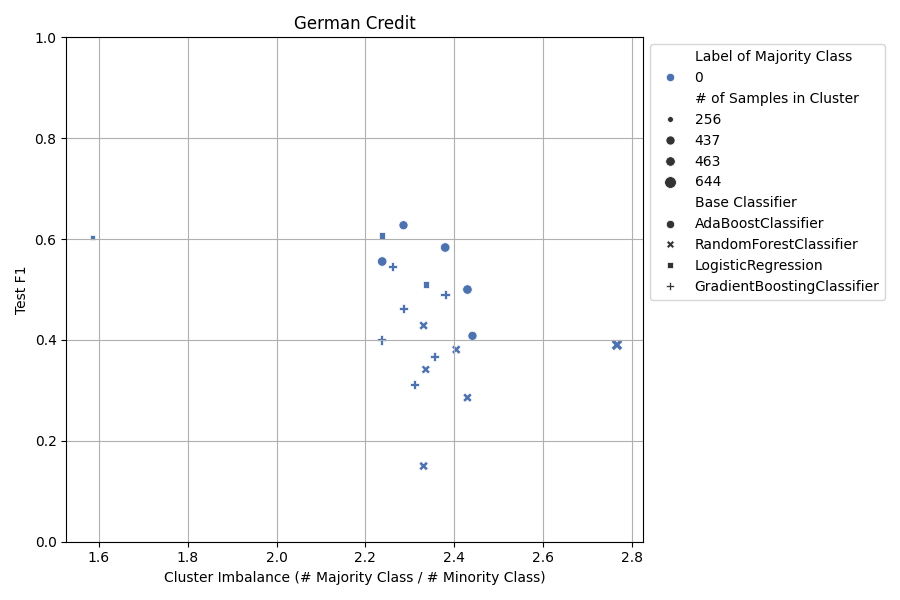 German Credit
1.0
0.8
0.6
0.4
0.2
0.0
Test F1
1.6
1.8
2.0
2.2
2.4
2.6
2.8
Cluster Imbalance (# Majority Class / # Minority Class)
Label of Majority Class
0
# of Samples in Cluster
256
437
463
644
Base Classifier
AdaBoostClassifier
RandomForestClassifier
LogisticRegression
GradientBoostingClassifier